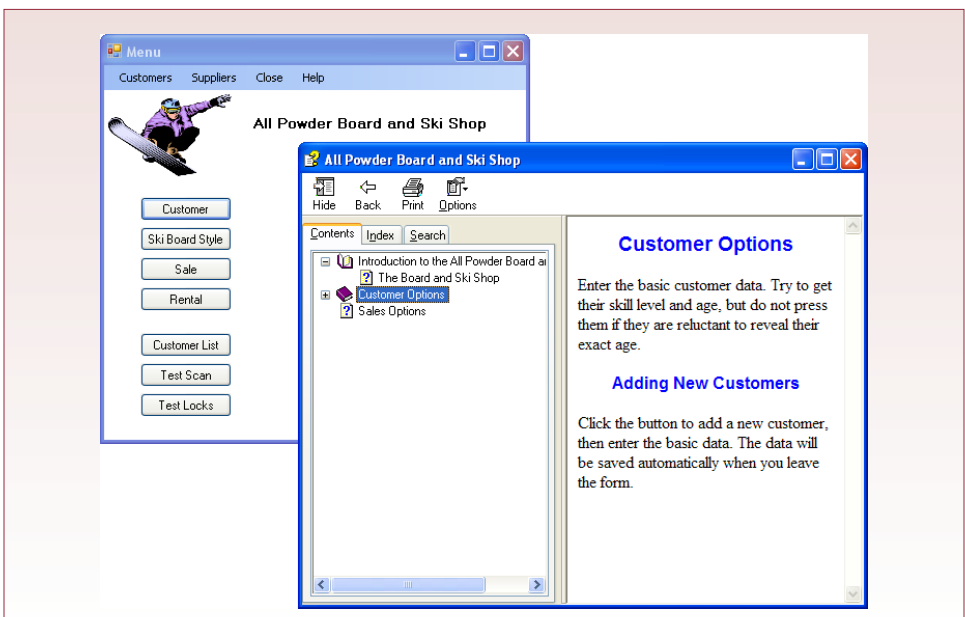 Menu
Customers Suppliers Close Help
All Powder Board and Ski Shop
Customer
Ski Board Style
Sale
Rental
Customer List
Test Scan
Test Locks
All Powder Board and Ski Shop
Hide Back Print Options
Contents Index Search
Introduction to the All Powder Board ar
The Board and Ski Shop
Customer Options
Sales Options
Customer Options
Enter the basic customer data. Try to get
their skill level and age, but do not press
them if they are reluctant to reveal their
exact age.
Adding New Customers
Click the button to add a new customer,
then enter the basic data. The data will
be saved automatically when you leave
the form.